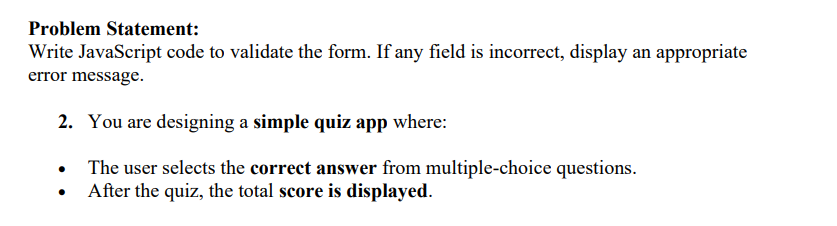 Problem Statement:
Write JavaScript code to validate the form. If any field is incorrect, display an appropriate
error message.
2. You are designing a simple quiz app where:
• The user selects the correct answer from multiple-choice questions.
• After the quiz, the total score is displayed.